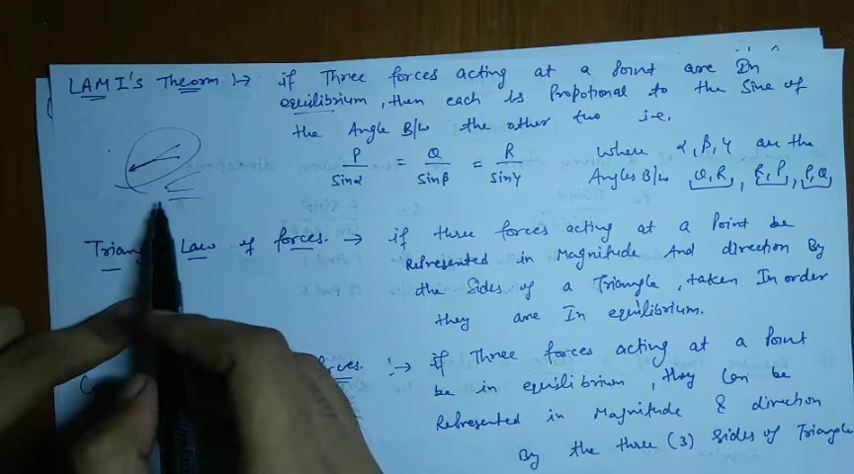 LAMI's Theorm :→ if Three forces acting at a Point are In
equilibrium, then each is Propotional to the Sine of
the Angle B/w the other two i.e.
P/Sinα = Q/Sinβ = R/Sinγ where α, β, γ are the
Angles B/w Q,R, R,P, P,Q
Law of forces. → if three forces acting at a Point be
Represented in Magnitude And direction By
the Sides of a Triangle, taken In order
they are In equilibrium.
:→ if Three forces acting at a Point
be in equilibrium, they Can be
Represented in Magnitude & direction
By the three (3) sides of Triangle